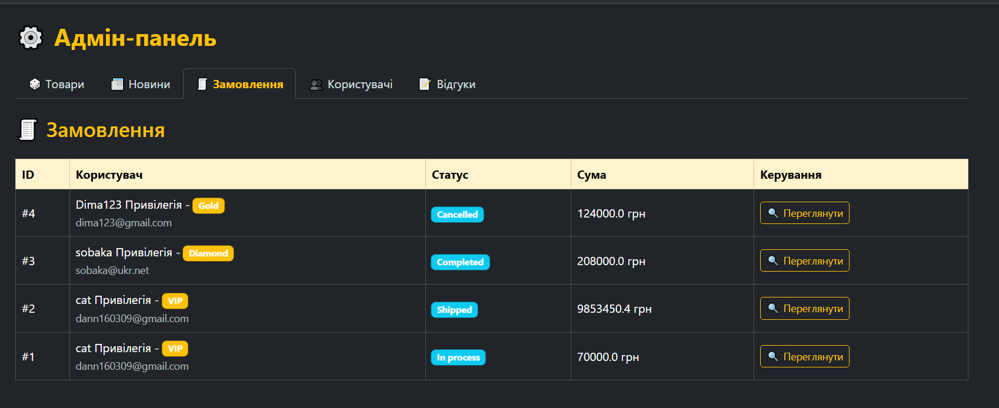 Адмін-панель
Товари Новини Замовлення Користувачі Відгуки
Замовлення
ID Користувач Статус Сума Керування
#4 Dima123 Привілегія - Gold Cancelled 124000.0 грн Переглянути
dima123@gmail.com
#3 sobaka Привілегія - Diamond Completed 208000.0 грн Переглянути
sobaka@ukr.net
#2 cat Привілегія - VIP Shipped 9853450.4 грн Переглянути
dann160309@gmail.com
#1 cat Привілегія - VIP In process 70000.0 грн Переглянути
dann160309@gmail.com